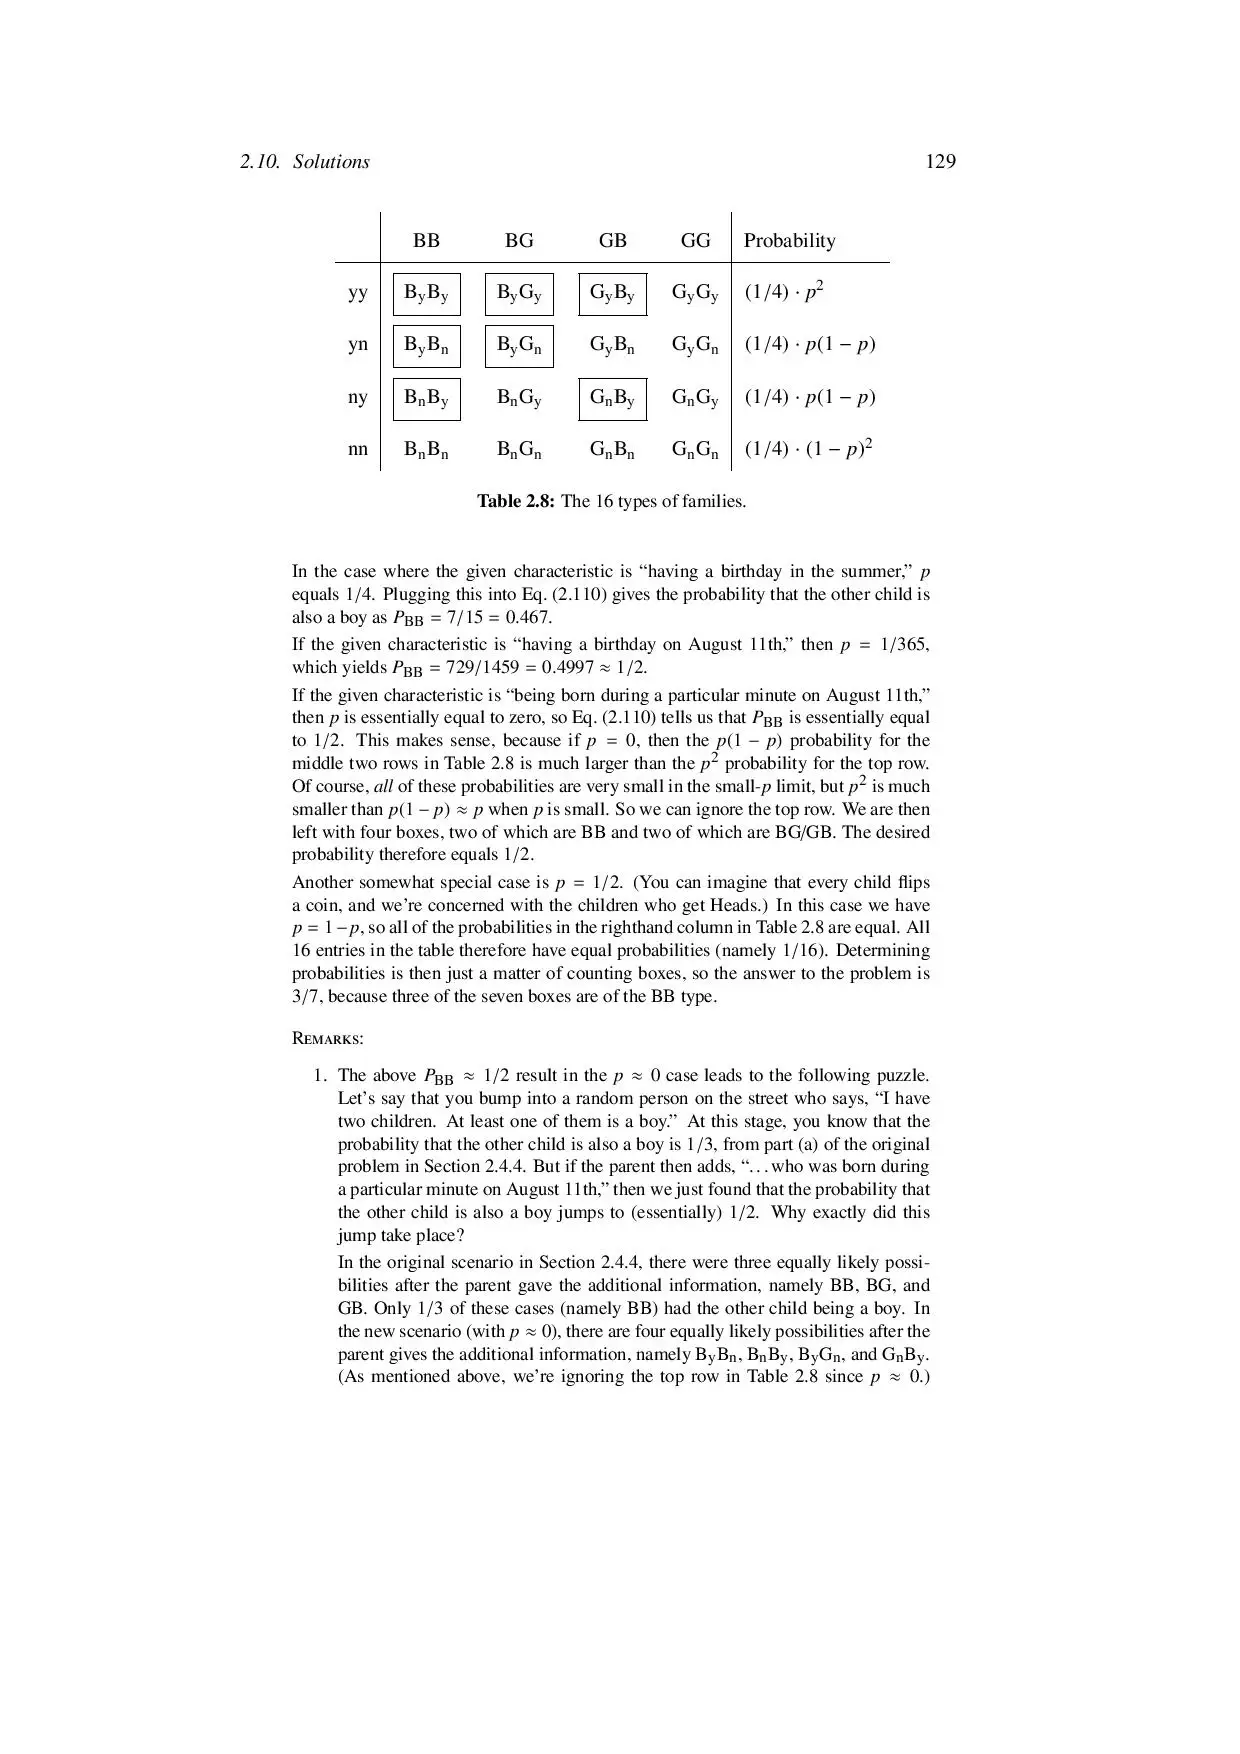 2.10. Solutions 129
BB BG GB GG Probability
yy B_yB_y B_yG_y G_yB_y G_yG_y (1/4) · p²
yn B_yB_n B_yG_n G_yB_n G_yG_n (1/4) · p(1 − p)
ny B_nB_y B_nG_y G_nB_y G_nG_y (1/4) · p(1 − p)
nn B_nB_n B_nG_n G_nB_n G_nG_n (1/4) · (1 − p)²
Table 2.8: The 16 types of families.
In the case where the given characteristic is “having a birthday in the summer,” p
equals 1/4. Plugging this into Eq. (2.110) gives the probability that the other child is
also a boy as P_BB = 7/15 = 0.467.
If the given characteristic is “having a birthday on August 11th,” then p = 1/365,
which yields P_BB = 729/1459 = 0.4997 ≈ 1/2.
If the given characteristic is “being born during a particular minute on August 11th,”
then p is essentially equal to zero, so Eq. (2.110) tells us that P_BB is essentially equal
to 1/2. This makes sense, because if p = 0, then the p(1 − p) probability for the
middle two rows in Table 2.8 is much larger than the p² probability for the top row.
Of course, all of these probabilities are very small in the small-p limit, but p² is much
smaller than p(1 − p) ≈ p when p is small. So we can ignore the top row. We are then
left with four boxes, two of which are BB and two of which are BG/GB. The desired
probability therefore equals 1/2.
Another somewhat special case is p = 1/2. (You can imagine that every child flips
a coin, and we’re concerned with the children who get Heads.) In this case we have
p = 1 − p, so all of the probabilities in the righthand column in Table 2.8 are equal. All
16 entries in the table therefore have equal probabilities (namely 1/16). Determining
probabilities is then just a matter of counting boxes, so the answer to the problem is
3/7, because three of the seven boxes are of the BB type.
Remarks:
1. The above P_BB ≈ 1/2 result in the p ≈ 0 case leads to the following puzzle.
Let’s say that you bump into a random person on the street who says, “I have
two children. At least one of them is a boy.” At this stage, you know that the
probability that the other child is also a boy is 1/3, from part (a) of the original
problem in Section 2.4.4. But if the parent then adds, “. . . who was born during
a particular minute on August 11th,” then we just found that the probability that
the other child is also a boy jumps to (essentially) 1/2. Why exactly did this
jump take place?
In the original scenario in Section 2.4.4, there were three equally likely possi-
bilities after the parent gave the additional information, namely BB, BG, and
GB. Only 1/3 of these cases (namely BB) had the other child being a boy. In
the new scenario (with p ≈ 0), there are four equally likely possibilities after the
parent gives the additional information, namely B_yB_n, B_nB_y, B_yG_n, and G_nB_y.
(As mentioned above, we’re ignoring the top row in Table 2.8 since p ≈ 0.)